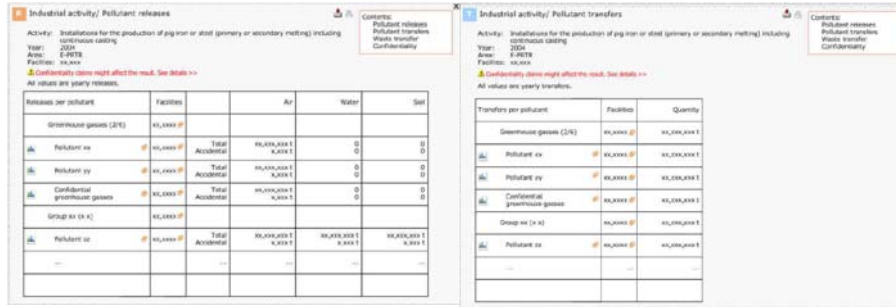 R Industrial activity/ Pollutant releases
Contents:
Pollutant releases
Pollutant transfers
Waste transfer
Confidentiality
Activity: Installations for the production of pig iron or steel (primary or secondary melting) including
continuous casting
Year: 2004
Area: E-PRTR
Facilities: xx,xxx
Confidentiality claims might affect the result. See details >>
All values are yearly releases.
Releases per pollutant Facilities Air Water Soil
Greenhouse gasses (2/6) xx,xxxx
Pollutant xx xx,xxxx Total xx,xxx,xxx t 0 0
Accidental x,xxx t 0 0
Pollutant yy xx,xxxx Total xx,xxx,xxx t 0 0
Accidental x,xxx t 0 0
Confidential
greenhouse gasses xx,xxxx Total xx,xxx,xxx t 0 0
Accidental x,xxx t 0 0
Group xx (x x) xx,xxxx
Pollutant zz xx,xxxx Total xx,xxx,xxx t xx,xxx,xxx t xx,xxx,xxx t
Accidental x,xxx t x,xxx t x,xxx t
... ... ... ... ...
T Industrial activity/ Pollutant transfers
Contents:
Pollutant releases
Pollutant transfers
Waste transfer
Confidentiality
Activity: Installations for the production of pig iron or steel (primary or secondary melting) including
continuous casting
Year: 2004
Area: E-PRTR
Facilities: xx,xxx
Confidentiality claims might affect the result. See details >>
All values are yearly transfers.
Transfers per pollutant Facilities Quantity
Greenhouse gasses (2/6) xx,xxxx xx,xxx,xxx t
Pollutant xx xx,xxxx xx,xxx,xxx t
Pollutant yy xx,xxxx xx,xxx,xxx t
Confidential
greenhouse gasses xx,xxxx xx,xxx,xxx t
Group xx (x x) xx,xxxx xx,xxx,xxx t
Pollutant zz xx,xxxx xx,xxx,xxx t
... ... ...